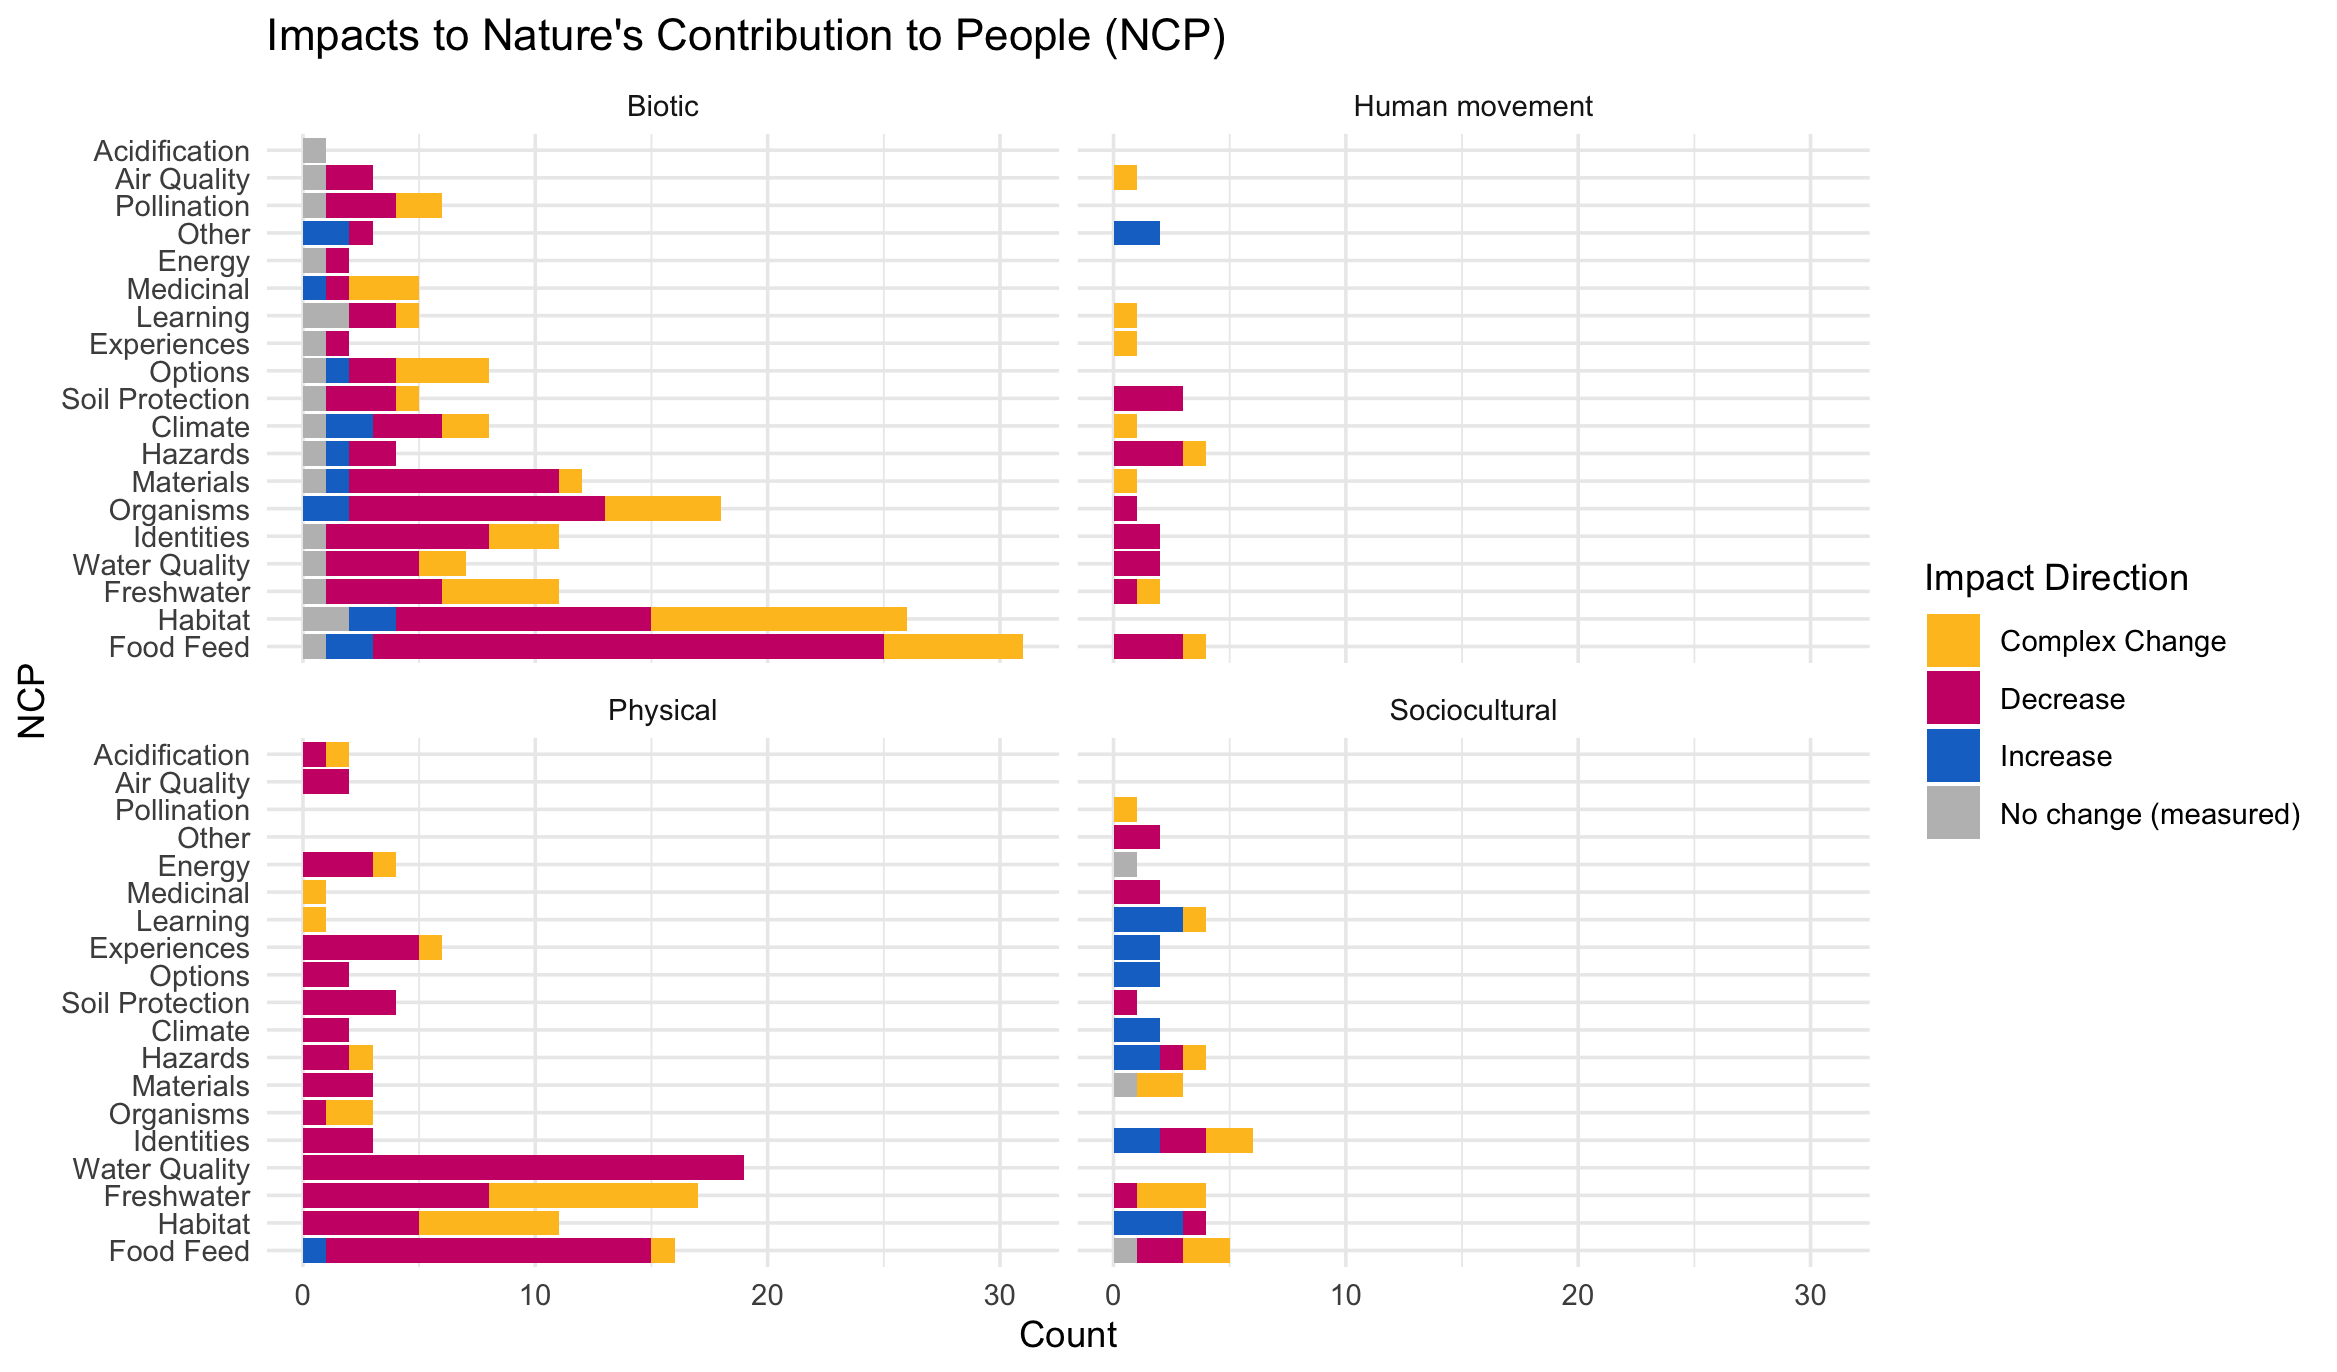 Impacts to Nature's Contribution to People (NCP)
Biotic
Human movement
Acidification
Air Quality
Pollination
Other
Energy
Medicinal
Learning
Experiences
Options
Soil Protection
Climate
Hazards
Materials
Organisms
Identities
Water Quality
Freshwater
Habitat
Food Feed
NCP
Physical
Sociocultural
Acidification
Air Quality
Pollination
Other
Energy
Medicinal
Learning
Experiences
Options
Soil Protection
Climate
Hazards
Materials
Organisms
Identities
Water Quality
Freshwater
Habitat
Food Feed
0 10 20 30 0 10 20 30
Count
Impact Direction
Complex Change
Decrease
Increase
No change (measured)